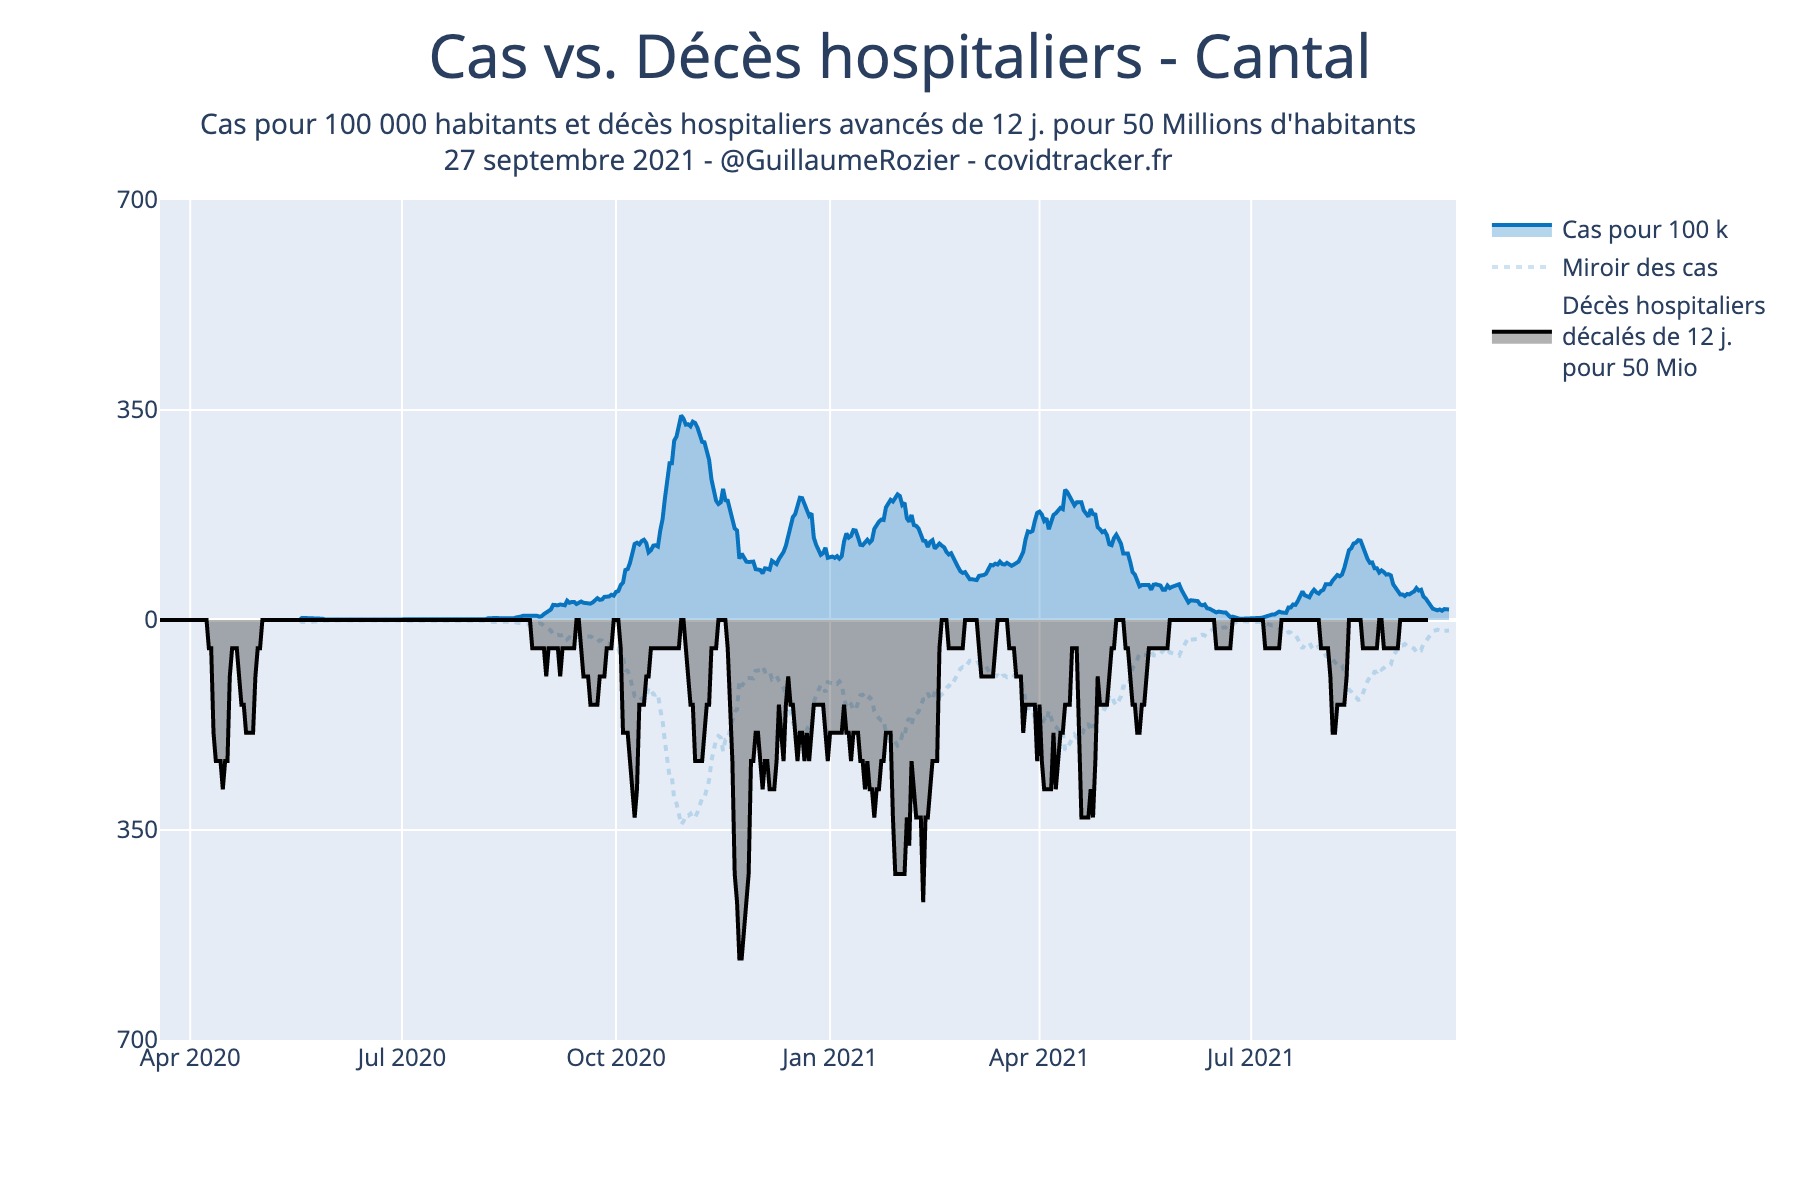 Cas vs. Décès hospitaliers - Cantal
Cas pour 100 000 habitants et décès hospitaliers avancés de 12 j. pour 50 Millions d'habitants
27 septembre 2021 - @GuillaumeRozier - covidtracker.fr
700
350
0
350
700
Apr 2020
Jul 2020
Oct 2020
Jan 2021
Apr 2021
Jul 2021
Cas pour 100 k
Miroir des cas
Décès hospitaliers
décalés de 12 j.
pour 50 Mio